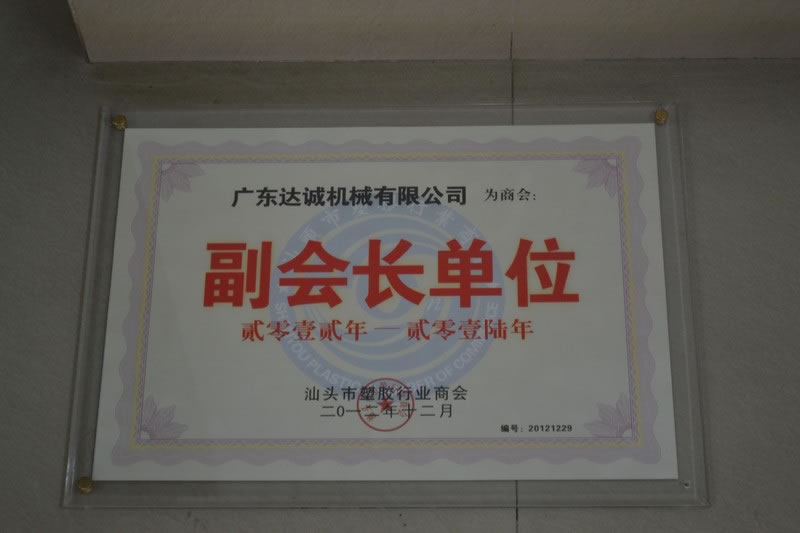 广东达诚机械有限公司 为商会:
副会长单位
贰零壹贰年—贰零壹陆年
汕头市塑胶行业商会
二〇一二年十二月
编号: 20121229